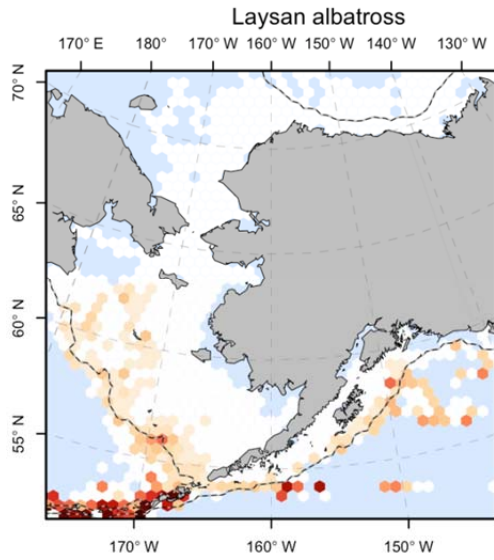 Laysan albatross
170° E 180° 170° W 160° W 150° W 140° W 130° W
70° N
65° N
60° N
55° N
170° W 160° W 150° W